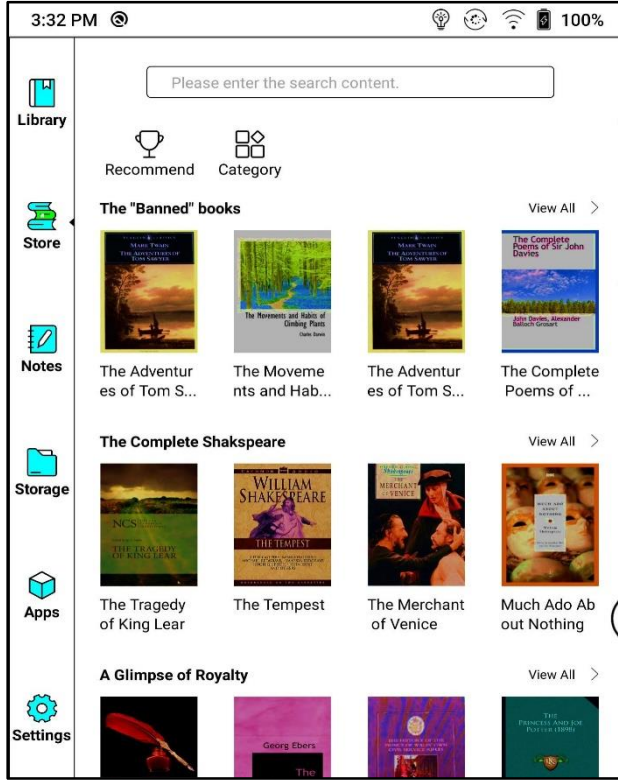 3:32 PM
100%
Please enter the search content.
Library
Recommend
Category
The "Banned" books
View All
Store
MARK TWAIN
THE ADVENTURES OF
TOM SAWYER
The Movements and Habits of
Climbing Plants
Charles Darwin
MARK TWAIN
THE ADVENTURES OF
TOM SAWYER
The Complete
Poems of Sir John
Davies
John Davies, Alexander
Balloch Grosart
Notes
The Adventur
es of Tom S...
The Moveme
nts and Hab...
The Adventur
es of Tom S...
The Complete
Poems of ...
The Complete Shakspeare
View All
Storage
NCS
THE TRAGEDY
OF KING LEAR
WILLIAM
SHAKESPEARE
THE TEMPEST
Shakespeare
THE
MERCHANT
OF VENICE
MUCH ADO
ABOUT
NOTHING
Apps
The Tragedy
of King Lear
The Tempest
The Merchant
of Venice
Much Ado Ab
out Nothing
A Glimpse of Royalty
View All
Settings
Georg Ebers
The
THE
PRINCESS AND JOE
POTTER (1898)